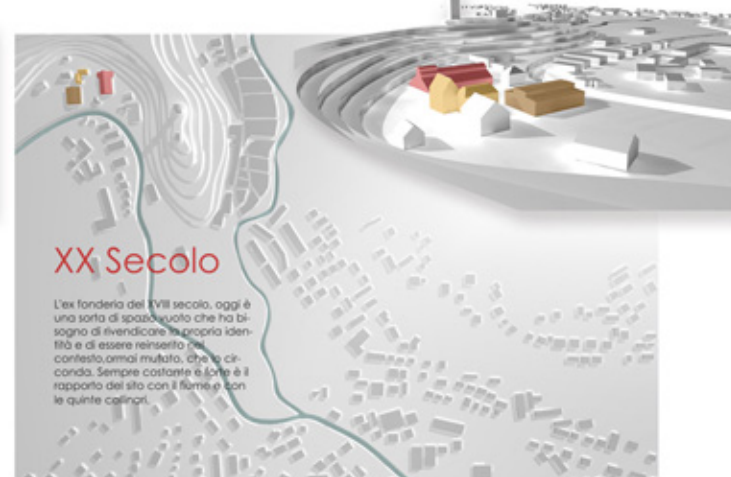 XX Secolo
L'ex fonderia del XVIII secolo, oggi è
una sorta di spazio vuoto che ha bi-
sogno di rivendicare la propria iden-
tità e di essere reinserito nel
contesto,ormai mutato, che lo cir-
conda. Sempre costante e forte è il
rapporto del sito con il fiume e con
le quinte collinari.